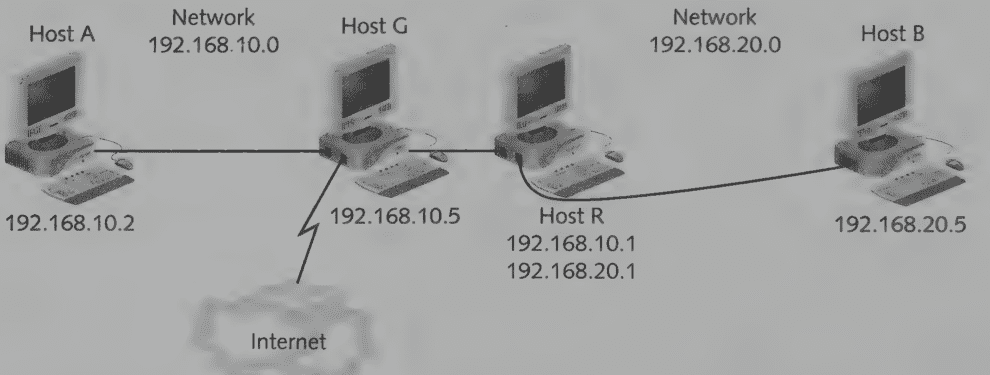 Host A
Network
192.168.10.0
Host G
Network
192.168.20.0
Host B
192.168.10.2
192.168.10.5
Host R
192.168.10.1
192.168.20.1
192.168.20.5
Internet